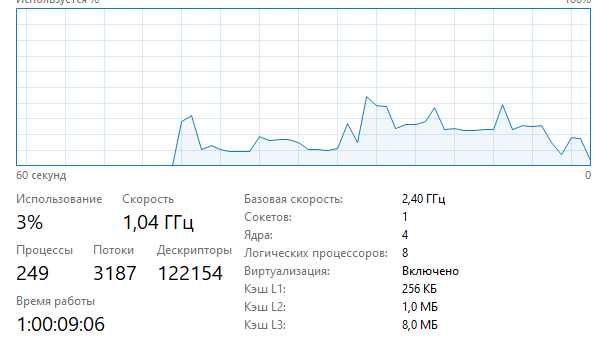 Используется % 100%
60 секунд 0
Использование Скорость
3% 1,04 ГГц
Процессы Потоки Дескрипторы
249 3187 122154
Время работы
1:00:09:06
Базовая скорость: 2,40 ГГц
Сокетов: 1
Ядра: 4
Логических процессоров: 8
Виртуализация: Включено
Кэш L1: 256 КБ
Кэш L2: 1,0 МБ
Кэш L3: 8,0 МБ